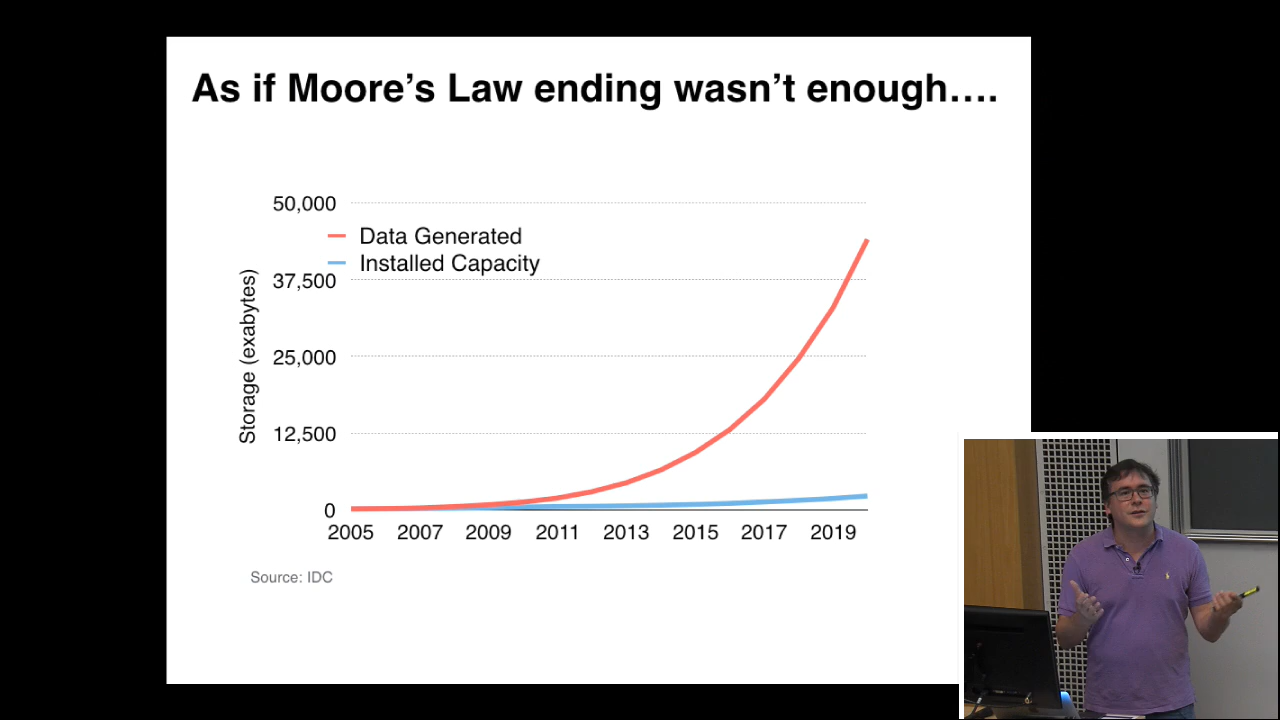 As if Moore’s Law ending wasn’t enough….
50,000
Data Generated
Installed Capacity
37,500
Storage (exabytes)
25,000
12,500
0
2005 2007 2009 2011 2013 2015 2017 2019
Source: IDC